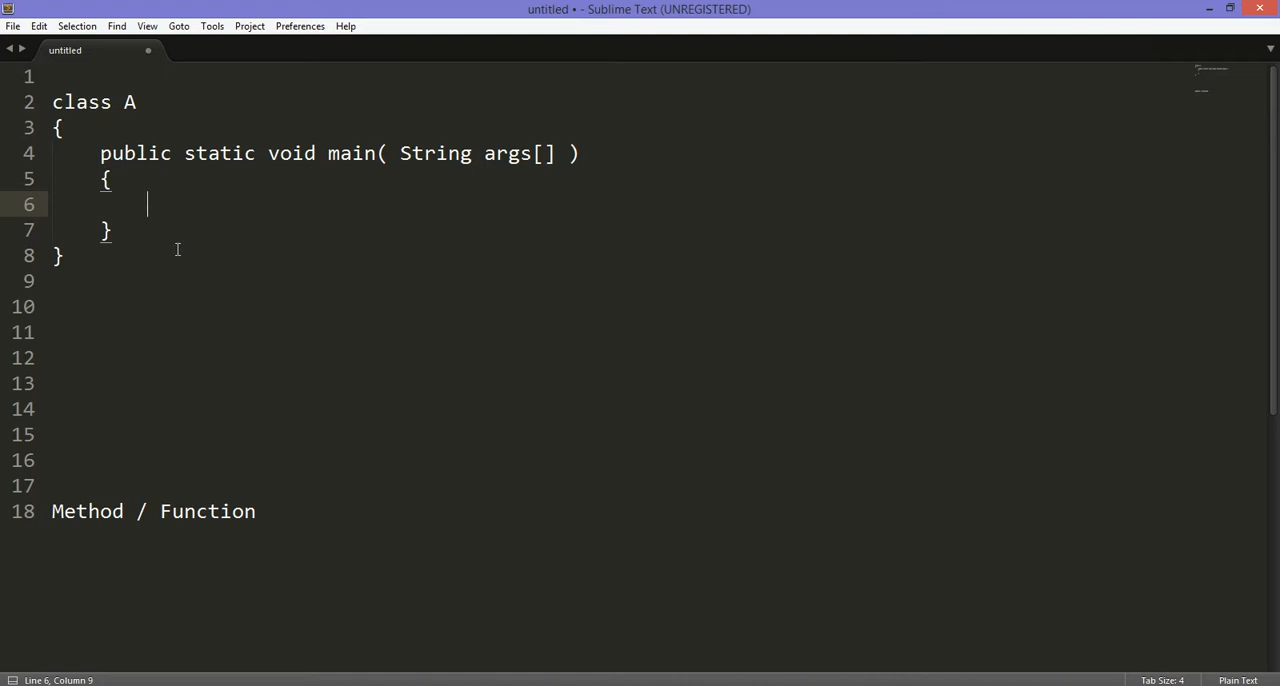 untitled • - Sublime Text (UNREGISTERED)
File Edit Selection Find View Goto Tools Project Preferences Help
untitled
1
2 class A
3 {
4 public static void main( String args[] )
5 {
6
7 }
8 }
9
10
11
12
13
14
15
16
17
18 Method / Function
Line 6, Column 9 Tab Size: 4 Plain Text